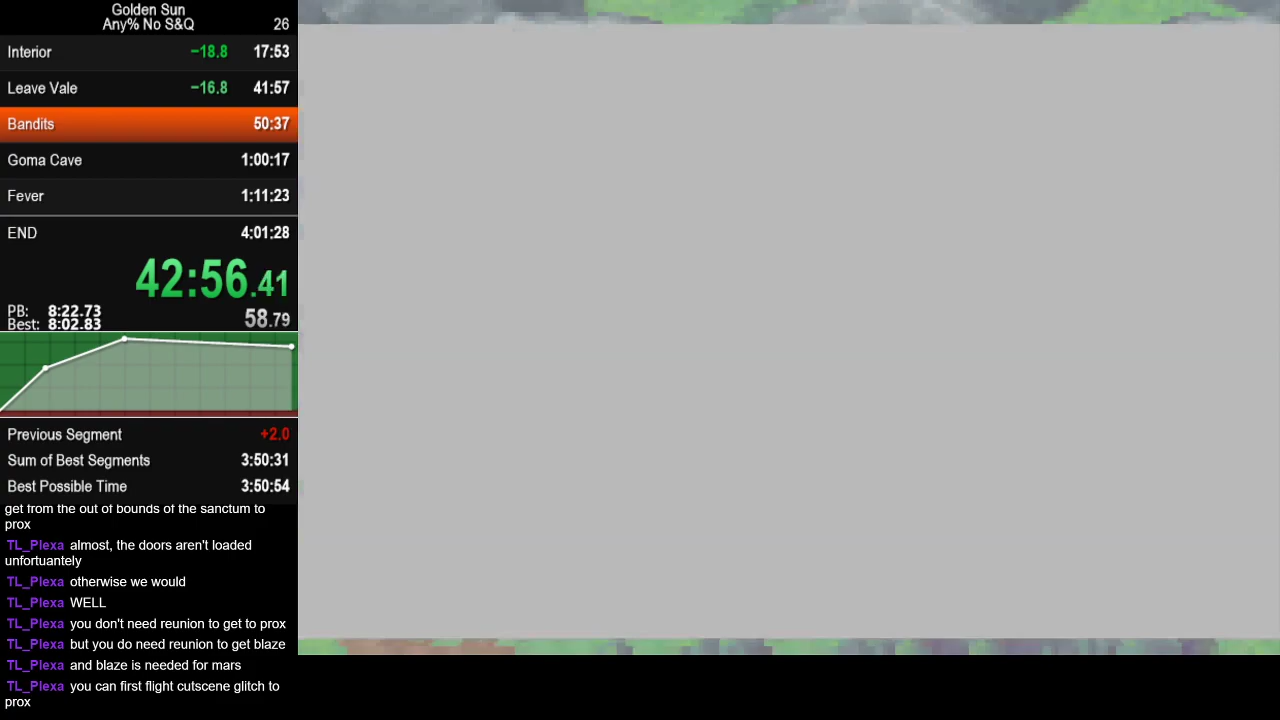 Golden Sun
Any% No S&Q 26
Interior −18.8 17:53
Leave Vale −16.8 41:57
Bandits 50:37
Goma Cave 1:00:17
Fever 1:11:23
END 4:01:28
42:56.41
PB: 8:22.73
Best: 8:02.83 58.79
Previous Segment +2.0
Sum of Best Segments 3:50:31
Best Possible Time 3:50:54
get from the out of bounds of the sanctum to
prox
TL_Plexa almost, the doors aren't loaded
unfortuantely
TL_Plexa otherwise we would
TL_Plexa WELL
TL_Plexa you don't need reunion to get to prox
TL_Plexa but you do need reunion to get blaze
TL_Plexa and blaze is needed for mars
TL_Plexa you can first flight cutscene glitch to
prox